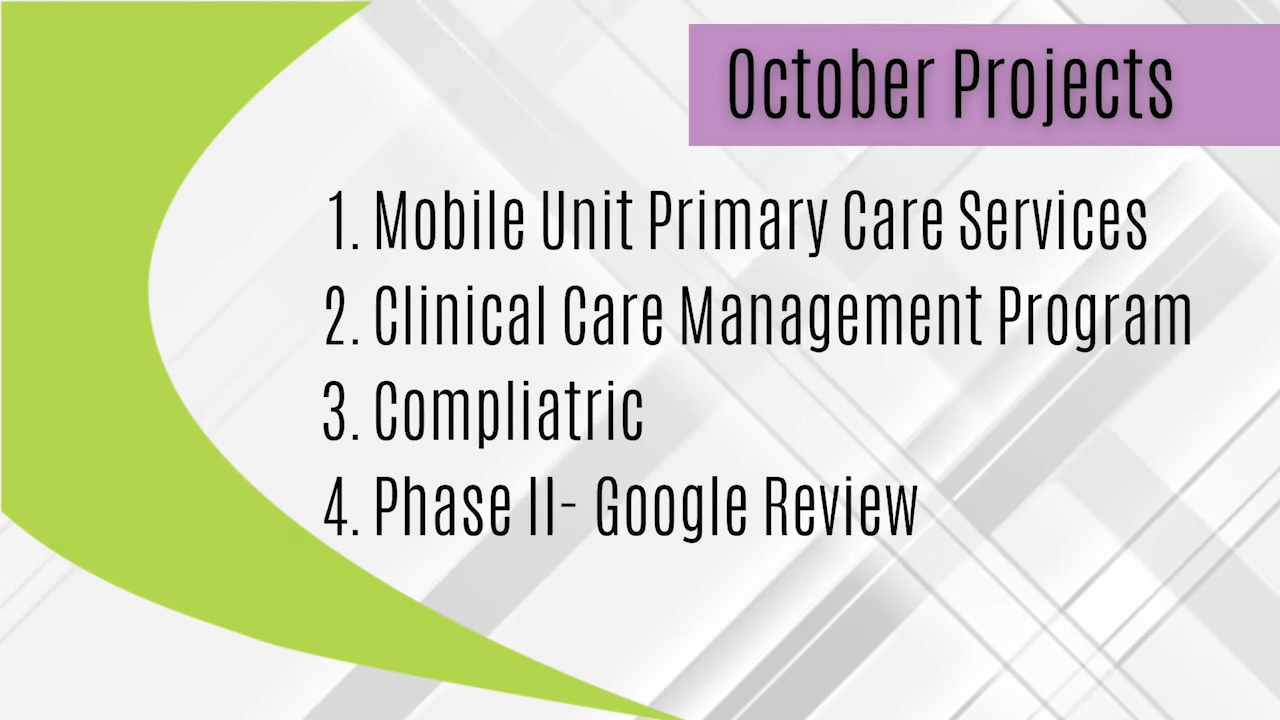 October Projects
1. Mobile Unit Primary Care Services
2. Clinical Care Management Program
3. Compliatric
4. Phase II- Google Review